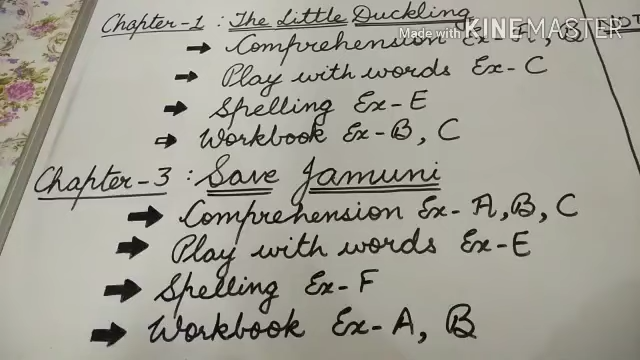 Chapter-1 : The Little Duckling
Made with KINEMASTER
→ Comprehension Ex-A, B
→ Play with words Ex-C
→ Spelling Ex-E
⇒ Workbook Ex-B, C
Chapter-3 : Save Jamuni
→ Comprehension Ex-A, B, C
→ Play with words Ex-E
→ Spelling Ex-F
→ Workbook Ex-A, B